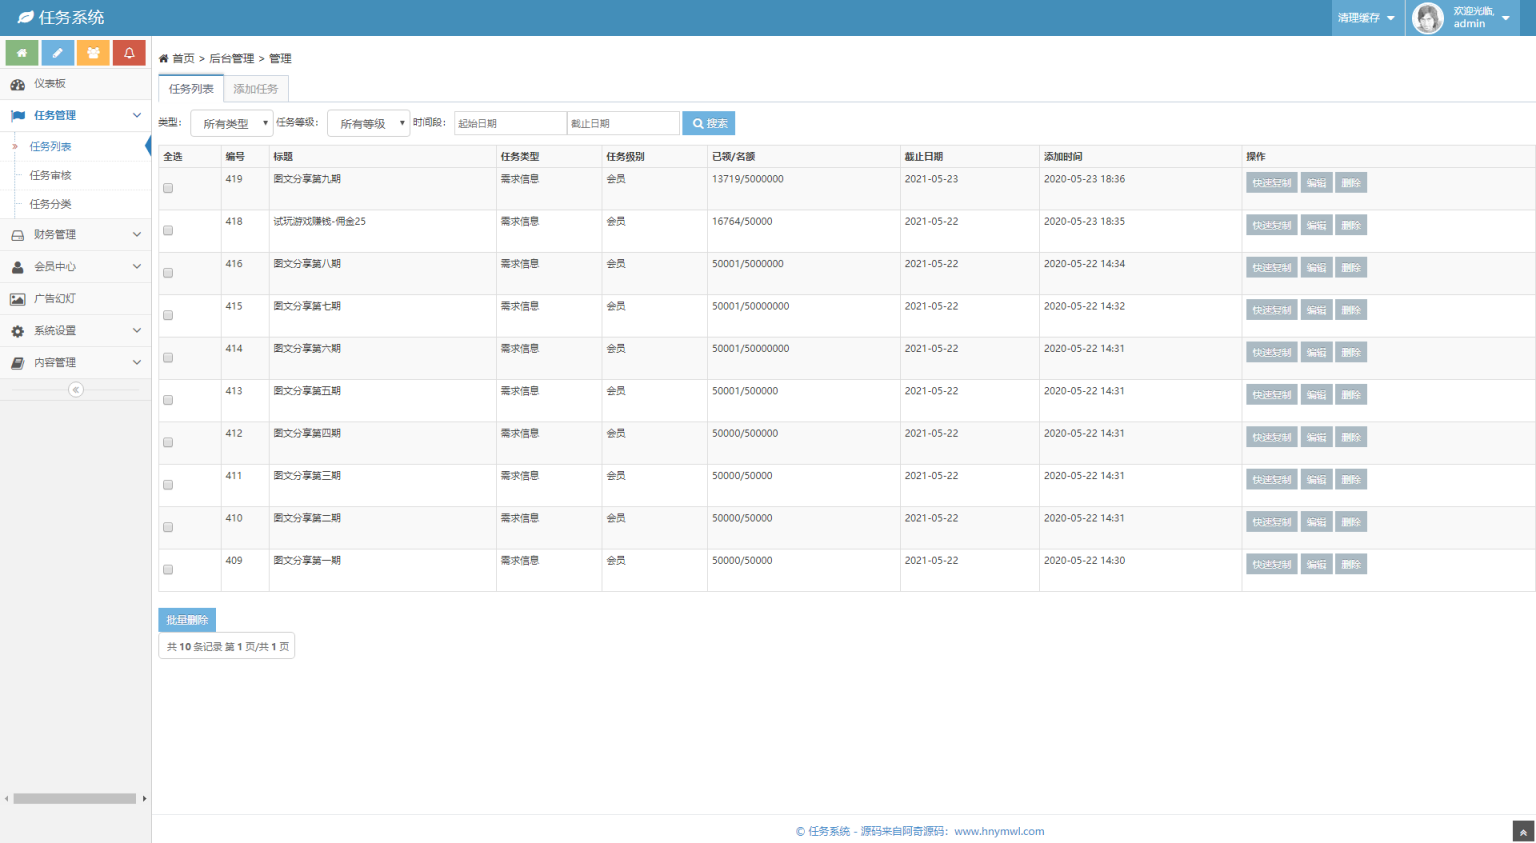 任务系统
清理缓存
欢迎光临,
admin
首页 > 后台管理 > 管理
仪表板
任务管理
任务列表
任务审核
任务分类
财务管理
会员中心
广告幻灯
系统设置
内容管理
任务列表 添加任务
类型： 所有类型 任务等级： 所有等级 时间段： 起始日期 截止日期 搜索
全选 编号 标题 任务类型 任务级别 已领/名额 截止日期 添加时间 操作
419 图文分享第九期 需求信息 会员 13719/5000000 2021-05-23 2020-05-23 18:36 快速复制 编辑 删除
418 试玩游戏赚钱-佣金25 需求信息 会员 16764/50000 2021-05-22 2020-05-23 18:35 快速复制 编辑 删除
416 图文分享第八期 需求信息 会员 50001/5000000 2021-05-22 2020-05-22 14:34 快速复制 编辑 删除
415 图文分享第七期 需求信息 会员 50001/50000000 2021-05-22 2020-05-22 14:32 快速复制 编辑 删除
414 图文分享第六期 需求信息 会员 50001/50000000 2021-05-22 2020-05-22 14:31 快速复制 编辑 删除
413 图文分享第五期 需求信息 会员 50001/500000 2021-05-22 2020-05-22 14:31 快速复制 编辑 删除
412 图文分享第四期 需求信息 会员 50000/500000 2021-05-22 2020-05-22 14:31 快速复制 编辑 删除
411 图文分享第三期 需求信息 会员 50000/50000 2021-05-22 2020-05-22 14:31 快速复制 编辑 删除
410 图文分享第二期 需求信息 会员 50000/50000 2021-05-22 2020-05-22 14:31 快速复制 编辑 删除
409 图文分享第一期 需求信息 会员 50000/50000 2021-05-22 2020-05-22 14:30 快速复制 编辑 删除
批量删除
共 10 条记录 第 1 页/共 1 页
© 任务系统 - 源码来自阿奇源码：www.hnymwl.com